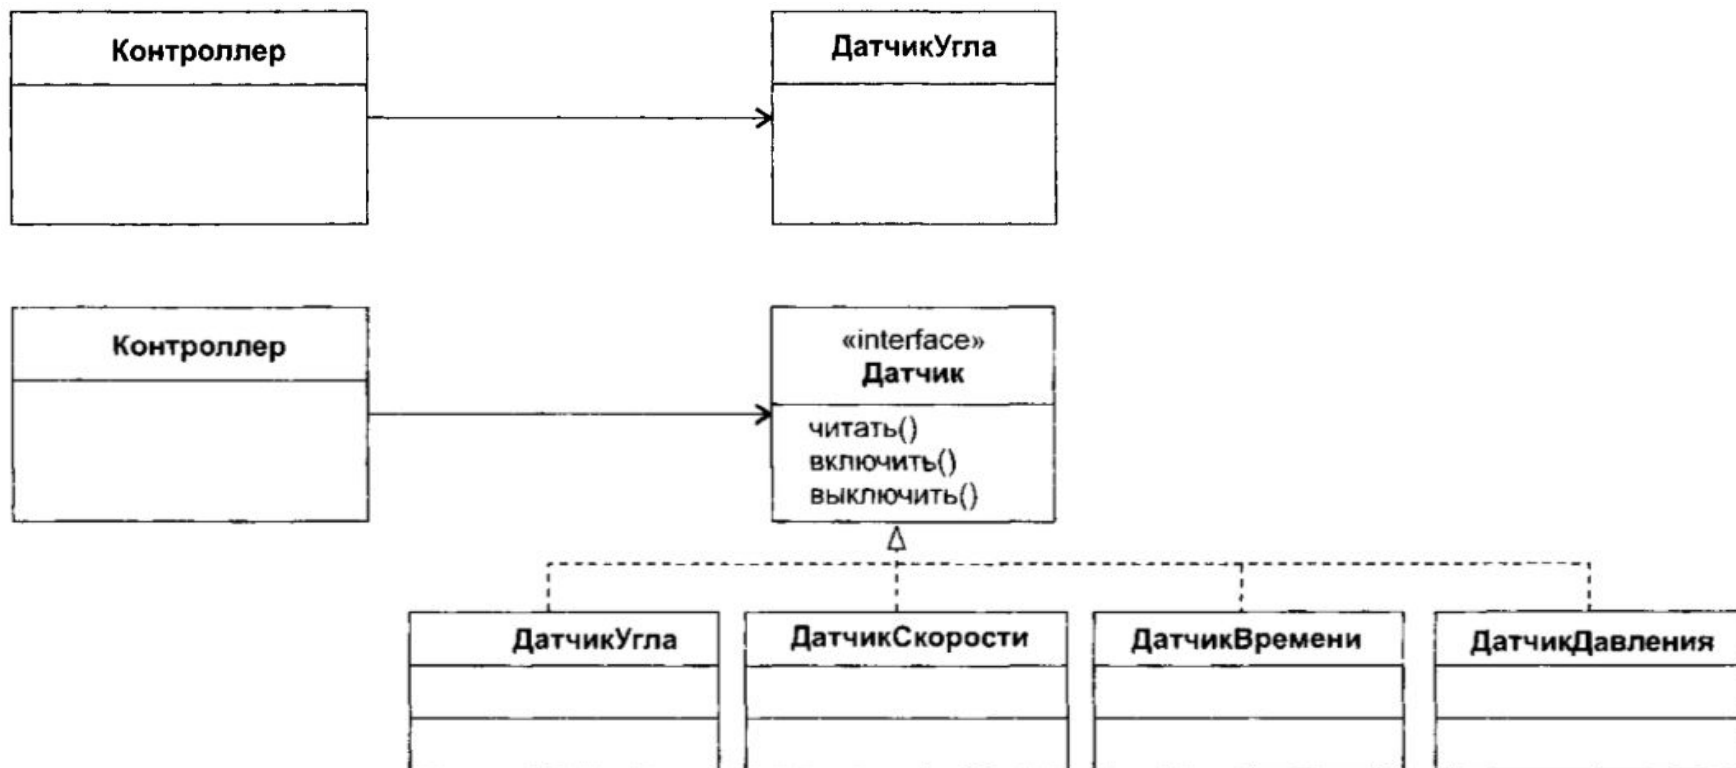 Контроллер
ДатчикУгла
Контроллер
«interface»
Датчик
читать()
включить()
выключить()
ДатчикУгла
ДатчикСкорости
ДатчикВремени
ДатчикДавления